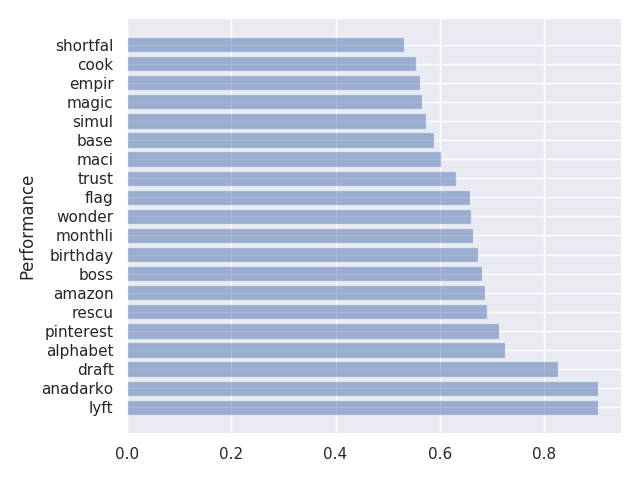 shortfal
cook
empir
magic
simul
base
maci
trust
flag
wonder
monthli
birthday
boss
amazon
rescu
pinterest
alphabet
draft
anadarko
lyft
Performance
0.0 0.2 0.4 0.6 0.8